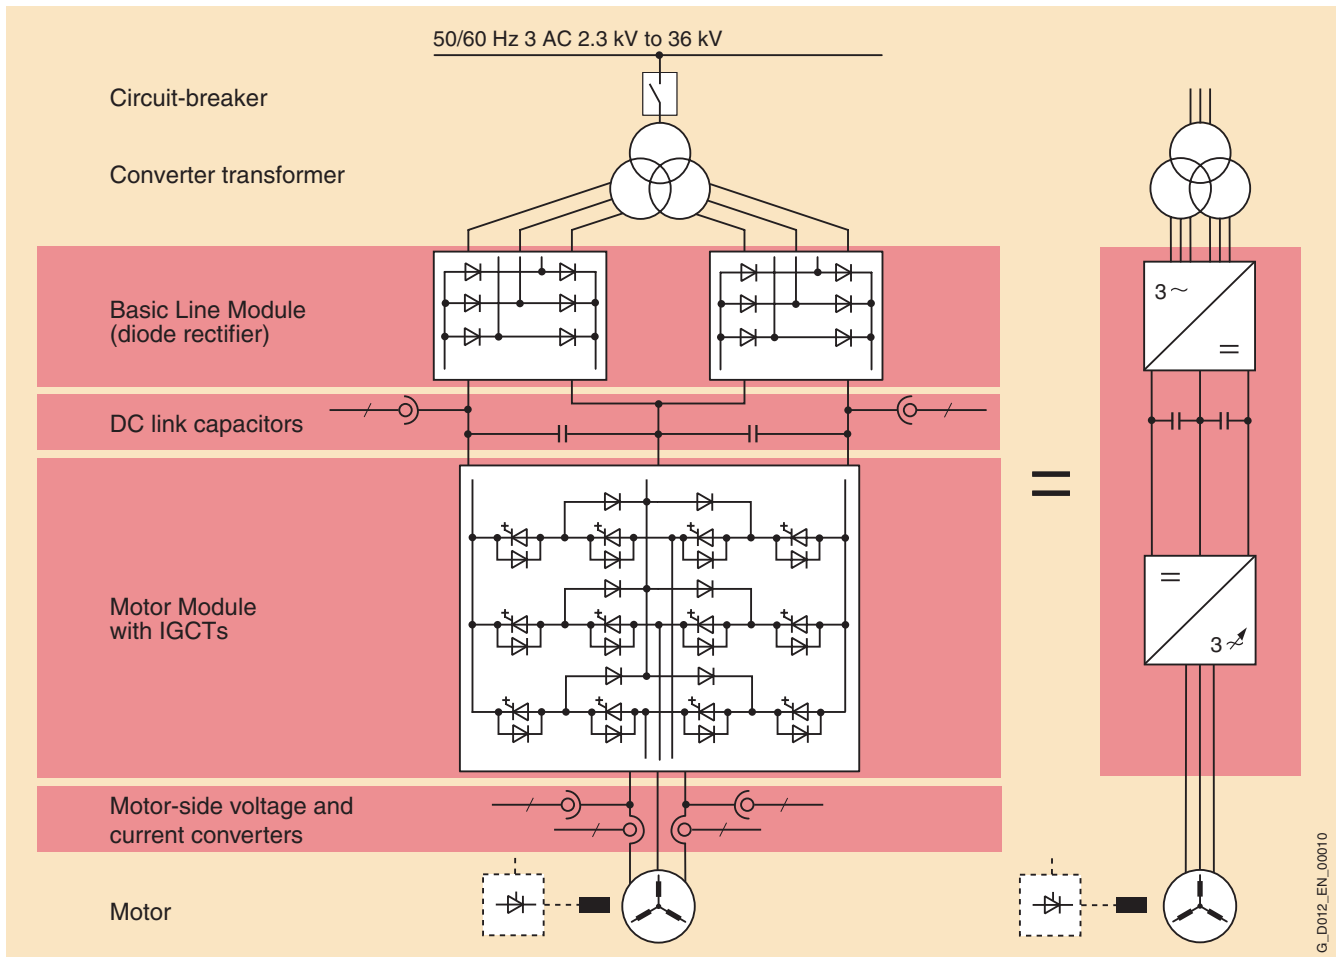 50/60 Hz 3 AC 2.3 kV to 36 kV
Circuit-breaker
Converter transformer
Basic Line Module
(diode rectifier)
3 ~
=
DC link capacitors
=
Motor Module
with IGCTs
=
3 ~
Motor-side voltage and
current converters
Motor
G_D012_EN_00010